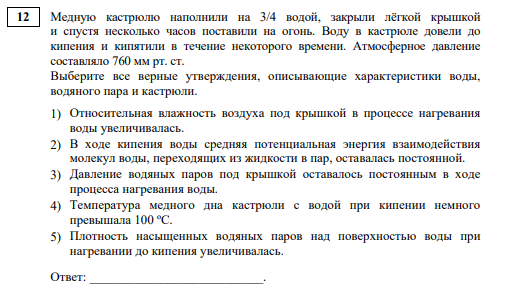 12 Медную кастрюлю наполнили на 3/4 водой, закрыли лёгкой крышкой
и спустя несколько часов поставили на огонь. Воду в кастрюле довели до
кипения и кипятили в течение некоторого времени. Атмосферное давление
составляло 760 мм рт. ст.
Выберите все верные утверждения, описывающие характеристики воды,
водяного пара и кастрюли.
1) Относительная влажность воздуха под крышкой в процессе нагревания
воды увеличивалась.
2) В ходе кипения воды средняя потенциальная энергия взаимодействия
молекул воды, переходящих из жидкости в пар, оставалась постоянной.
3) Давление водяных паров под крышкой оставалось постоянным в ходе
процесса нагревания воды.
4) Температура медного дна кастрюли с водой при кипении немного
превышала 100 ºС.
5) Плотность насыщенных водяных паров над поверхностью воды при
нагревании до кипения увеличивалась.
Ответ: ___________________________.